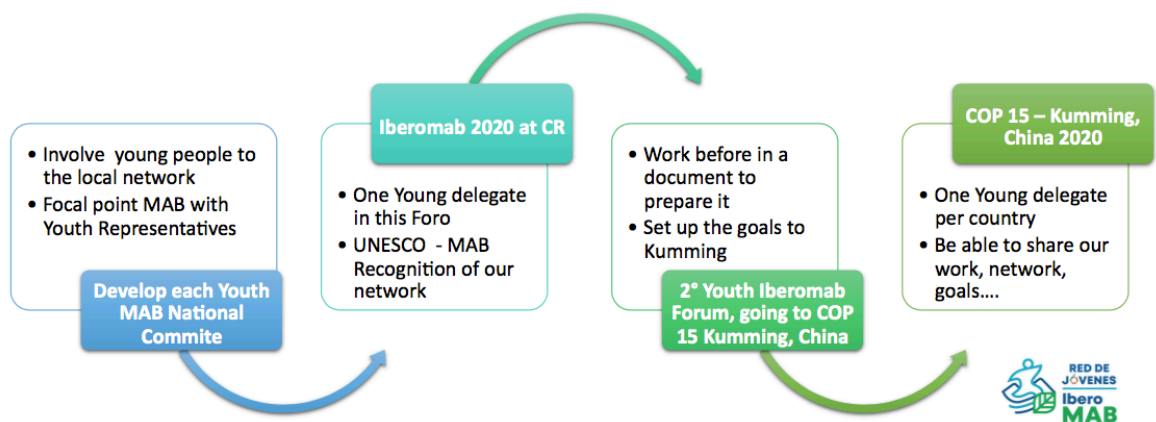 • Involve young people to
the local network
• Focal point MAB with
Youth Representatives
Develop each Youth
MAB National
Commite
Iberomab 2020 at CR
• One Young delegate
in this Foro
• UNESCO - MAB
Recognition of our
network
• Work before in a
document to
prepare it
• Set up the goals to
Kumming
2° Youth Iberomab
Forum, going to COP
15 Kumming, China
COP 15 – Kumming,
China 2020
• One Young delegate
per country
• Be able to share our
work, network,
goals....
RED DE
JÓVENES
Ibero
MAB